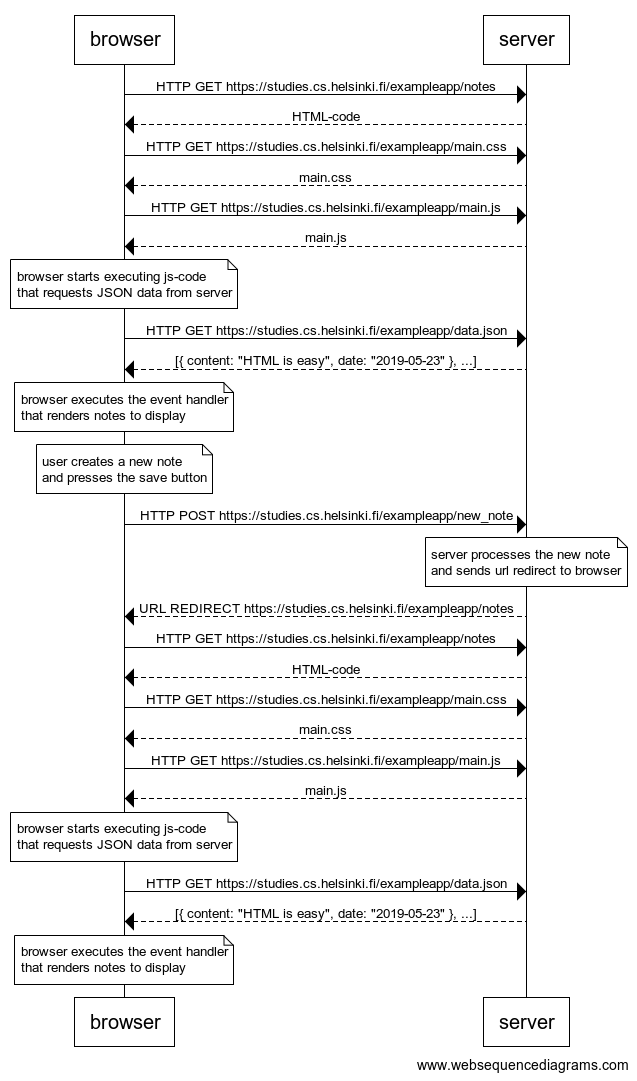 browser server
HTTP GET https://studies.cs.helsinki.fi/exampleapp/notes
HTML-code
HTTP GET https://studies.cs.helsinki.fi/exampleapp/main.css
main.css
HTTP GET https://studies.cs.helsinki.fi/exampleapp/main.js
main.js
browser starts executing js-code
that requests JSON data from server
HTTP GET https://studies.cs.helsinki.fi/exampleapp/data.json
[{ content: "HTML is easy", date: "2019-05-23" }, ...]
browser executes the event handler
that renders notes to display
user creates a new note
and presses the save button
HTTP POST https://studies.cs.helsinki.fi/exampleapp/new_note
server processes the new note
and sends url redirect to browser
URL REDIRECT https://studies.cs.helsinki.fi/exampleapp/notes
HTTP GET https://studies.cs.helsinki.fi/exampleapp/notes
HTML-code
HTTP GET https://studies.cs.helsinki.fi/exampleapp/main.css
main.css
HTTP GET https://studies.cs.helsinki.fi/exampleapp/main.js
main.js
browser starts executing js-code
that requests JSON data from server
HTTP GET https://studies.cs.helsinki.fi/exampleapp/data.json
[{ content: "HTML is easy", date: "2019-05-23" }, ...]
browser executes the event handler
that renders notes to display
browser server
www.websequencediagrams.com